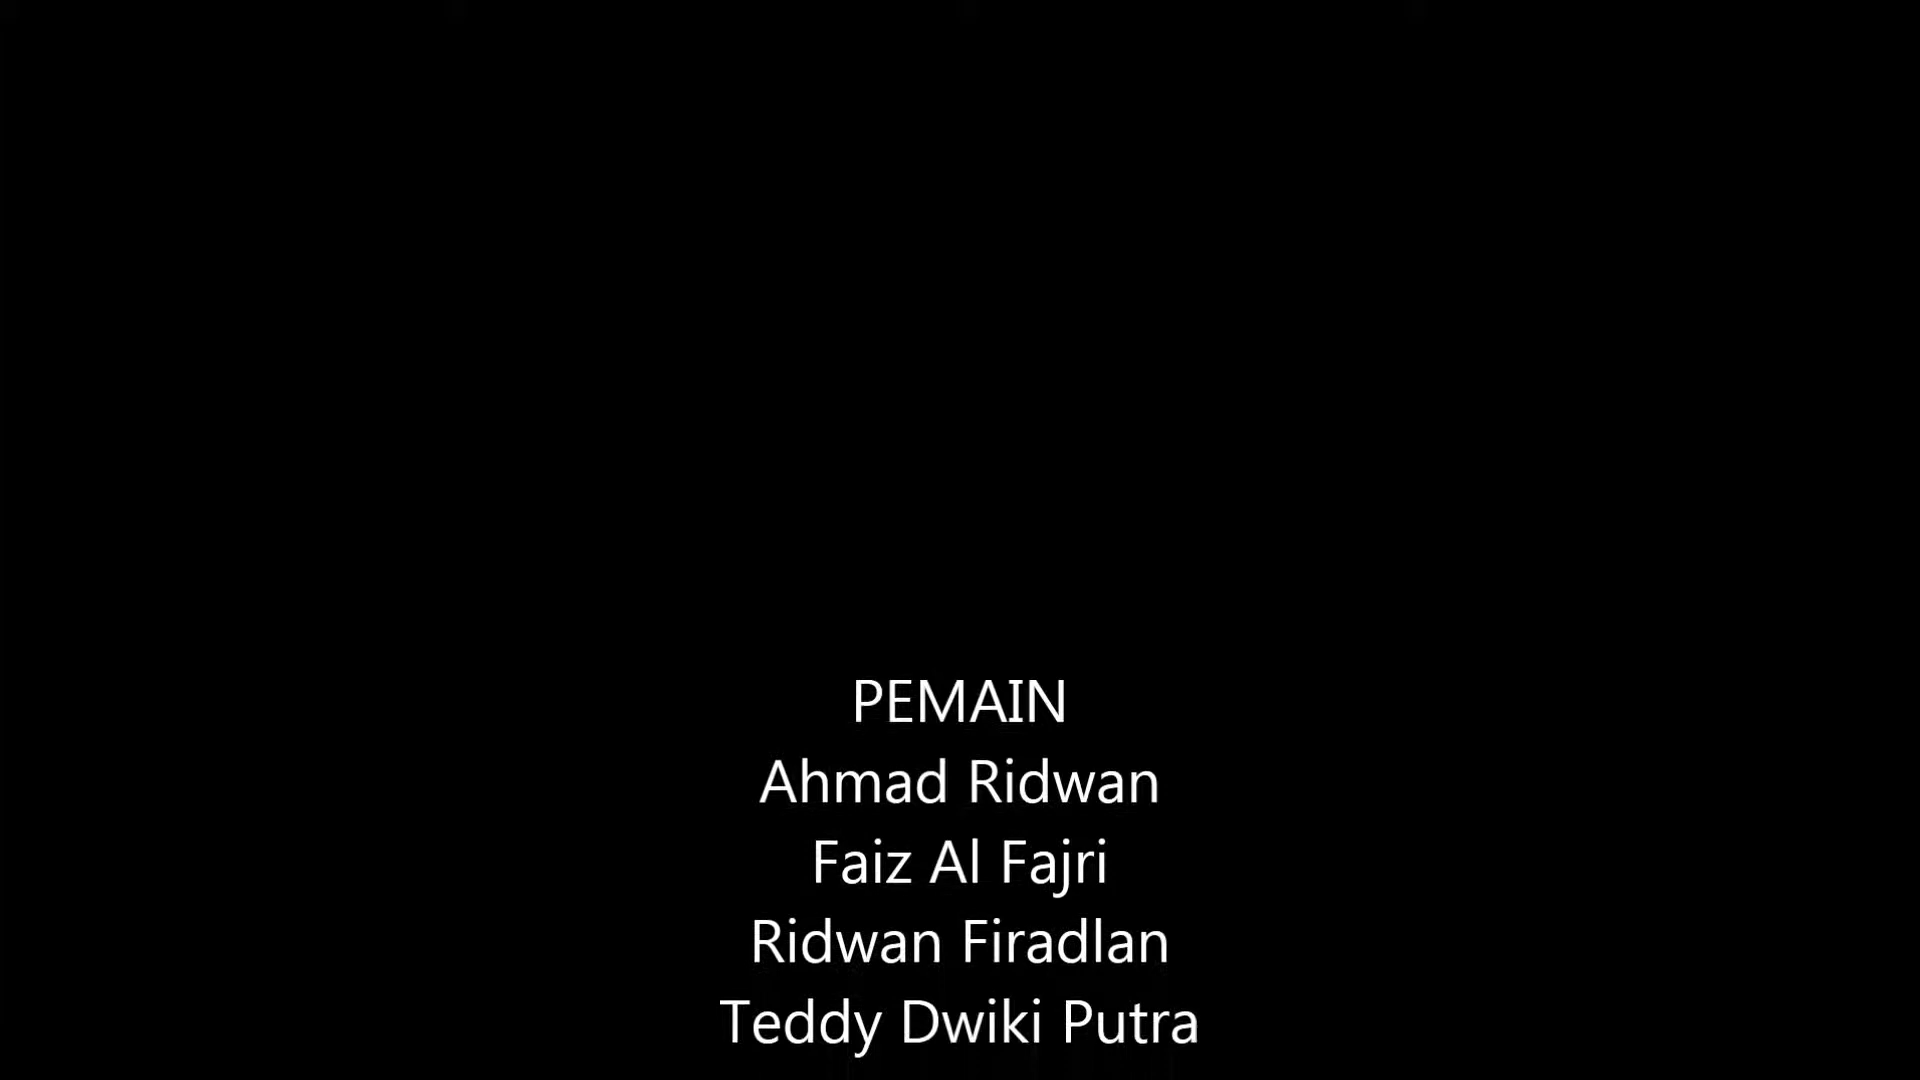 PEMAIN
Ahmad Ridwan
Faiz Al Fajri
Ridwan Firadlan
Teddy Dwiki Putra